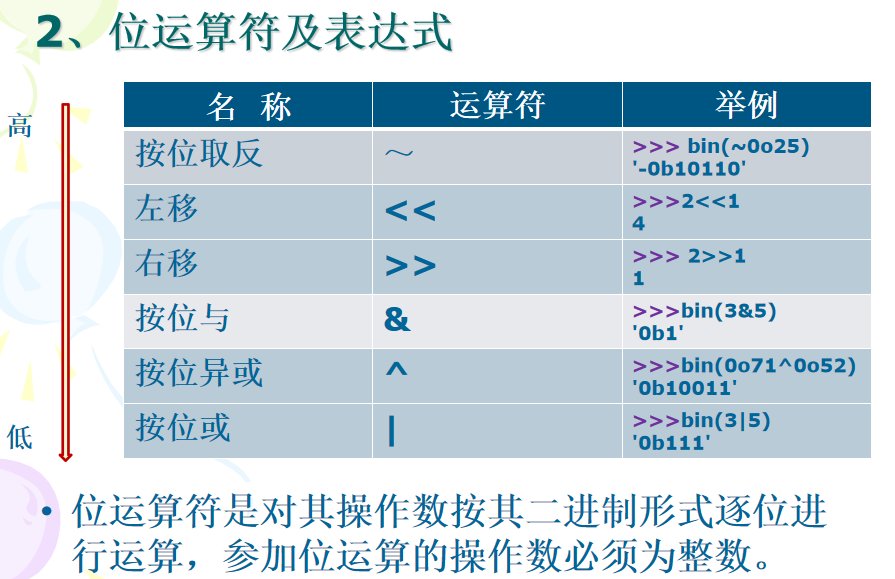 2、位运算符及表达式
高
低
名 称 运算符 举例
按位取反 ～ >>> bin(~0o25)
'-0b10110'
左移 << >>>2<<1
4
右移 >> >>> 2>>1
1
按位与 & >>>bin(3&5)
'0b1'
按位异或 ^ >>>bin(0o71^0o52)
'0b10011'
按位或 | >>>bin(3|5)
'0b111'
• 位运算符是对其操作数按其二进制形式逐位进
行运算，参加位运算的操作数必须为整数。